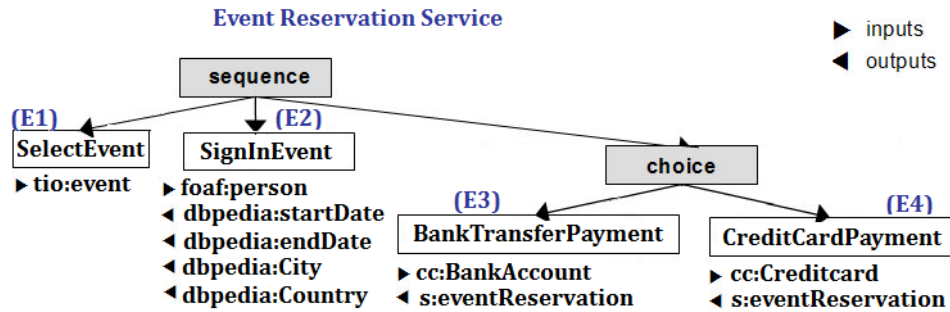 Event Reservation Service
▶ inputs
◀ outputs
sequence
(E1)
SelectEvent
▶ tio:event
(E2)
SignInEvent
▶ foaf:person
◀ dbpedia:startDate
◀ dbpedia:endDate
◀ dbpedia:City
◀ dbpedia:Country
choice
(E3)
BankTransferPayment
▶ cc:BankAccount
◀ s:eventReservation
(E4)
CreditCardPayment
▶ cc:Creditcard
◀ s:eventReservation